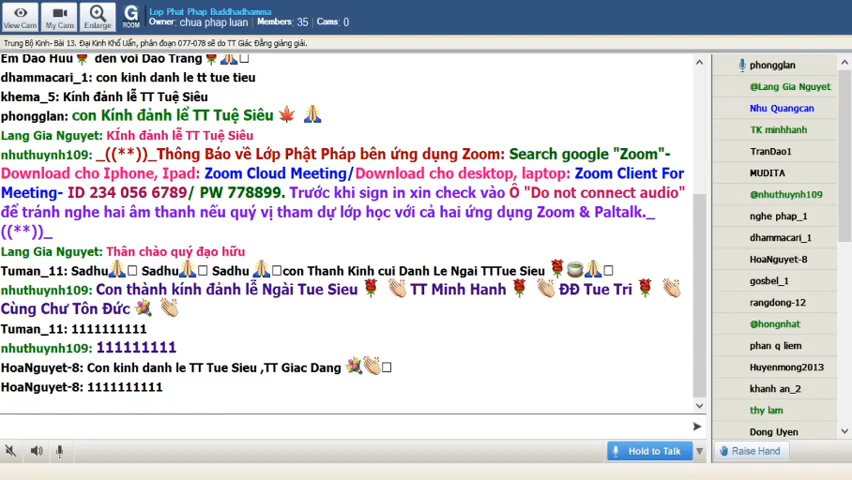 View Cam
My Cam
Enlarge
G
ROOM
Lop Phat Phap Buddhadhamma
Owner: chua phap luan Members: 35 Cams: 0
Trung Bộ Kinh- Bài 13. Đại Kinh Khổ Uẩn, phân đoạn 077-078 sẽ do TT Giác Đẳng giảng giải.
Em Dao Huu🌹 den voi Dao Trang🌹🙏□
dhammacari_1: con kinh danh le tt tue tieu
khema_5: Kính đảnh lễ TT Tuệ Siêu
phongglan: con Kính đảnh lể TT Tuệ Siêu 🍁 🙏
Lang Gia Nguyet: KÍnh đảnh lễ TT Tuệ Siêu
nhuthuynh109: _((**))_Thông Báo về Lớp Phật Pháp bên ứng dụng Zoom: Search google "Zoom"-
Download cho Iphone, Ipad: Zoom Cloud Meeting/Download cho desktop, laptop: Zoom Client For
Meeting- ID 234 056 6789/ PW 778899. Trước khi sign in xin check vào Ô "Do not connect audio"
để tránh nghe hai âm thanh nếu quý vị tham dự lớp học với cả hai ứng dụng Zoom & Paltalk._
((**))_
Lang Gia Nguyet: Thân chào quý đạo hữu
Tuman_11: Sadhu🙏□ Sadhu🙏□ Sadhu 🙏□con Thanh Kinh cui Danh Le Ngai TTTue Sieu 🌹🍵🙏□
nhuthuynh109: Con thành kính đảnh lễ Ngài Tue Sieu 🌹 👏 TT Minh Hanh 🌹 👏 ĐĐ Tue Tri 🌹 👏
Cùng Chư Tôn Đức 💐 👏
Tuman_11: 1111111111
nhuthuynh109: 111111111
HoaNguyet-8: Con kinh danh le TT Tue Sieu ,TT Giac Dang 💐👏□
HoaNguyet-8: 1111111111
Hold to Talk
phongglan
@Lang Gia Nguyet
Nhu Quangcan
TK minhhanh
TranDao1
MUDITA
@nhuthuynh109
nghe phap_1
dhammacari_1
HoaNguyet-8
gosbel_1
rangdong-12
@hongnhat
phan q liem
Huyenmong2013
khanh an_2
thy lam
Dong Uyen
Raise Hand